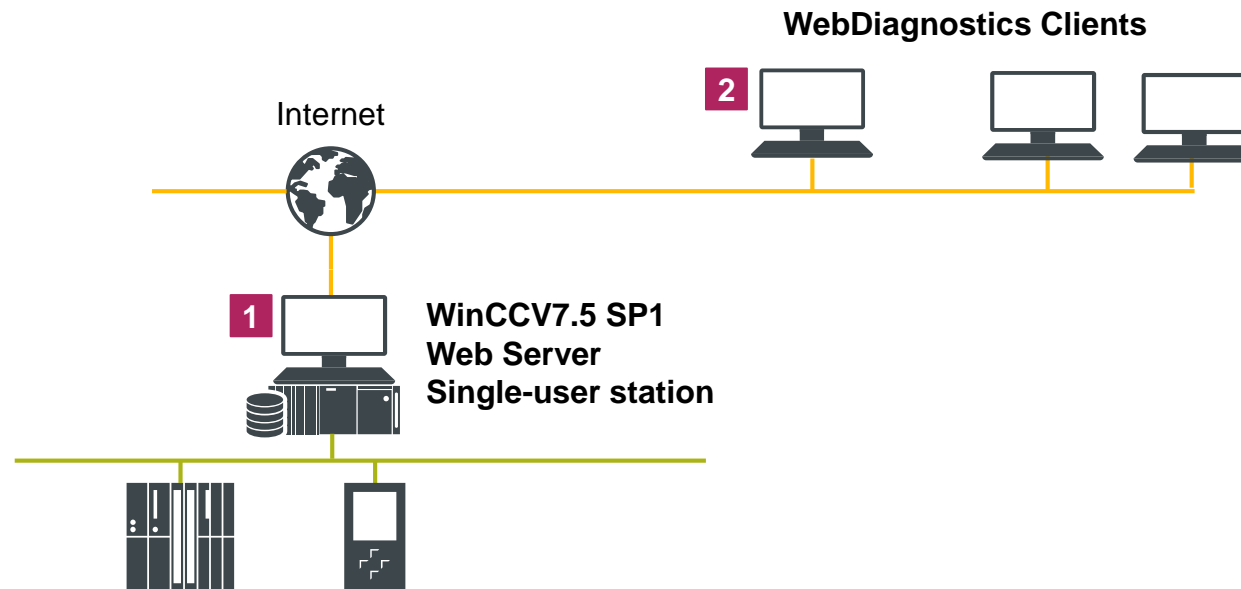 WebDiagnostics Clients
2
Internet
1
WinCCV7.5 SP1
Web Server
Single-user station